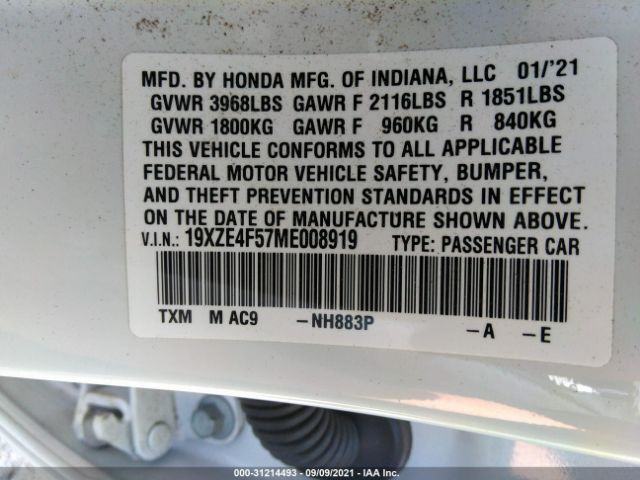 MFD. BY HONDA MFG. OF INDIANA, LLC 01/'21
GVWR 3968LBS GAWR F 2116LBS R 1851LBS
GVWR 1800KG GAWR F 960KG R 840KG
THIS VEHICLE CONFORMS TO ALL APPLICABLE
FEDERAL MOTOR VEHICLE SAFETY, BUMPER,
AND THEFT PREVENTION STANDARDS IN EFFECT
ON THE DATE OF MANUFACTURE SHOWN ABOVE.
V.I.N.: 19XZE4F57ME008919 TYPE: PASSENGER CAR
TXM M AC9 -NH883P -A -E
000-31214493 - 09/09/2021 - IAA Inc.